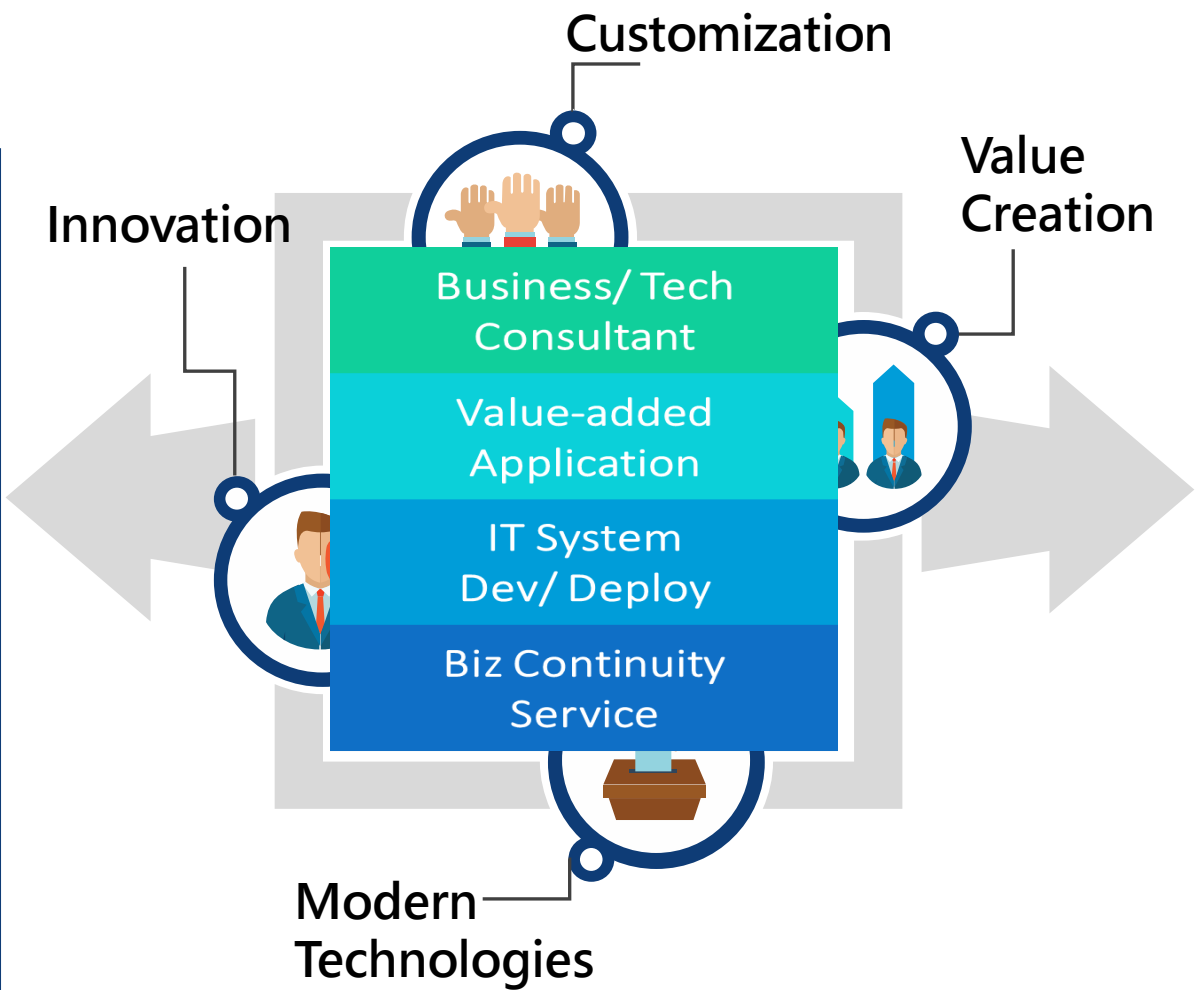 Customization
Value
Creation
Innovation
Business/ Tech
Consultant
Value-added
Application
IT System
Dev/ Deploy
Biz Continuity
Service
Modern
Technologies